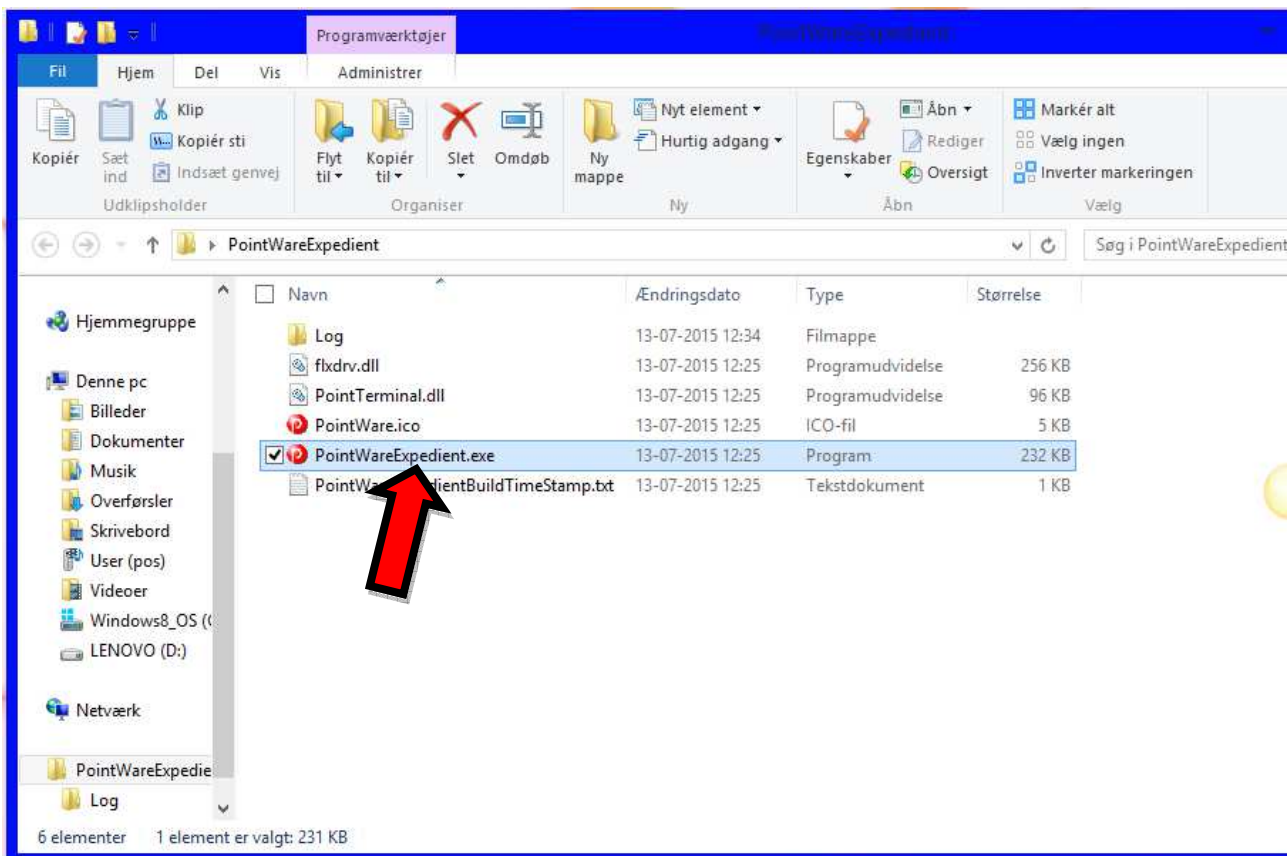 Programværktøjer
PointWareExpedient
Fil Hjem Del Vis Administrer
Kopiér
Sæt ind
Klip
Kopiér sti
Indsæt genvej
Udklipsholder
Flyt til
Kopiér til
Slet
Omdøb
Organiser
Ny mappe
Nyt element
Hurtig adgang
Ny
Egenskaber
Åbn
Rediger
Oversigt
Åbn
Markér alt
Vælg ingen
Inverter markeringen
Vælg
PointWareExpedient
Søg i PointWareExpedient
Hjemmegruppe
Denne pc
Billeder
Dokumenter
Musik
Overførsler
Skrivebord
User (pos)
Videoer
Windows8_OS (
LENOVO (D:)
Netværk
PointWareExpedie
Log
Navn Ændringsdato Type Størrelse
Log 13-07-2015 12:34 Filmappe
flxdrv.dll 13-07-2015 12:25 Programudvidelse 256 KB
PointTerminal.dll 13-07-2015 12:25 Programudvidelse 96 KB
PointWare.ico 13-07-2015 12:25 ICO-fil 5 KB
PointWareExpedient.exe 13-07-2015 12:25 Program 232 KB
PointWa dientBuildTimeStamp.txt 13-07-2015 12:25 Tekstdokument 1 KB
6 elementer 1 element er valgt: 231 KB